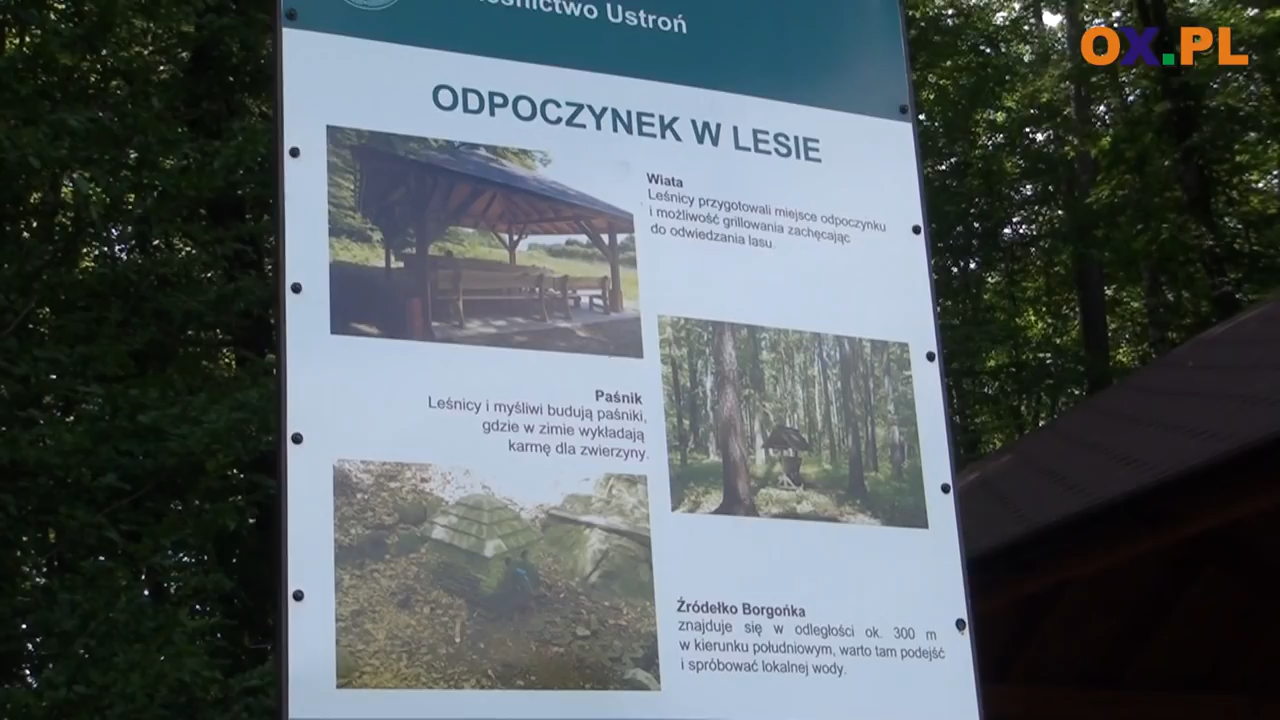 OX.PL
Ustroń
ODPOCZYNEK W LESIE
Wiata
Leśnicy przygotowali miejsce odpoczynku
i możliwość grillowania zachęcając
do odwiedzania lasu.
Paśnik
Leśnicy i myśliwi budują paśniki,
gdzie w zimie wykładają
karmę dla zwierzyny.
Źródełko Borgońka
znajduje się w odległości ok. 300 m
w kierunku południowym, warto tam podejść
i spróbować lokalnej wody.